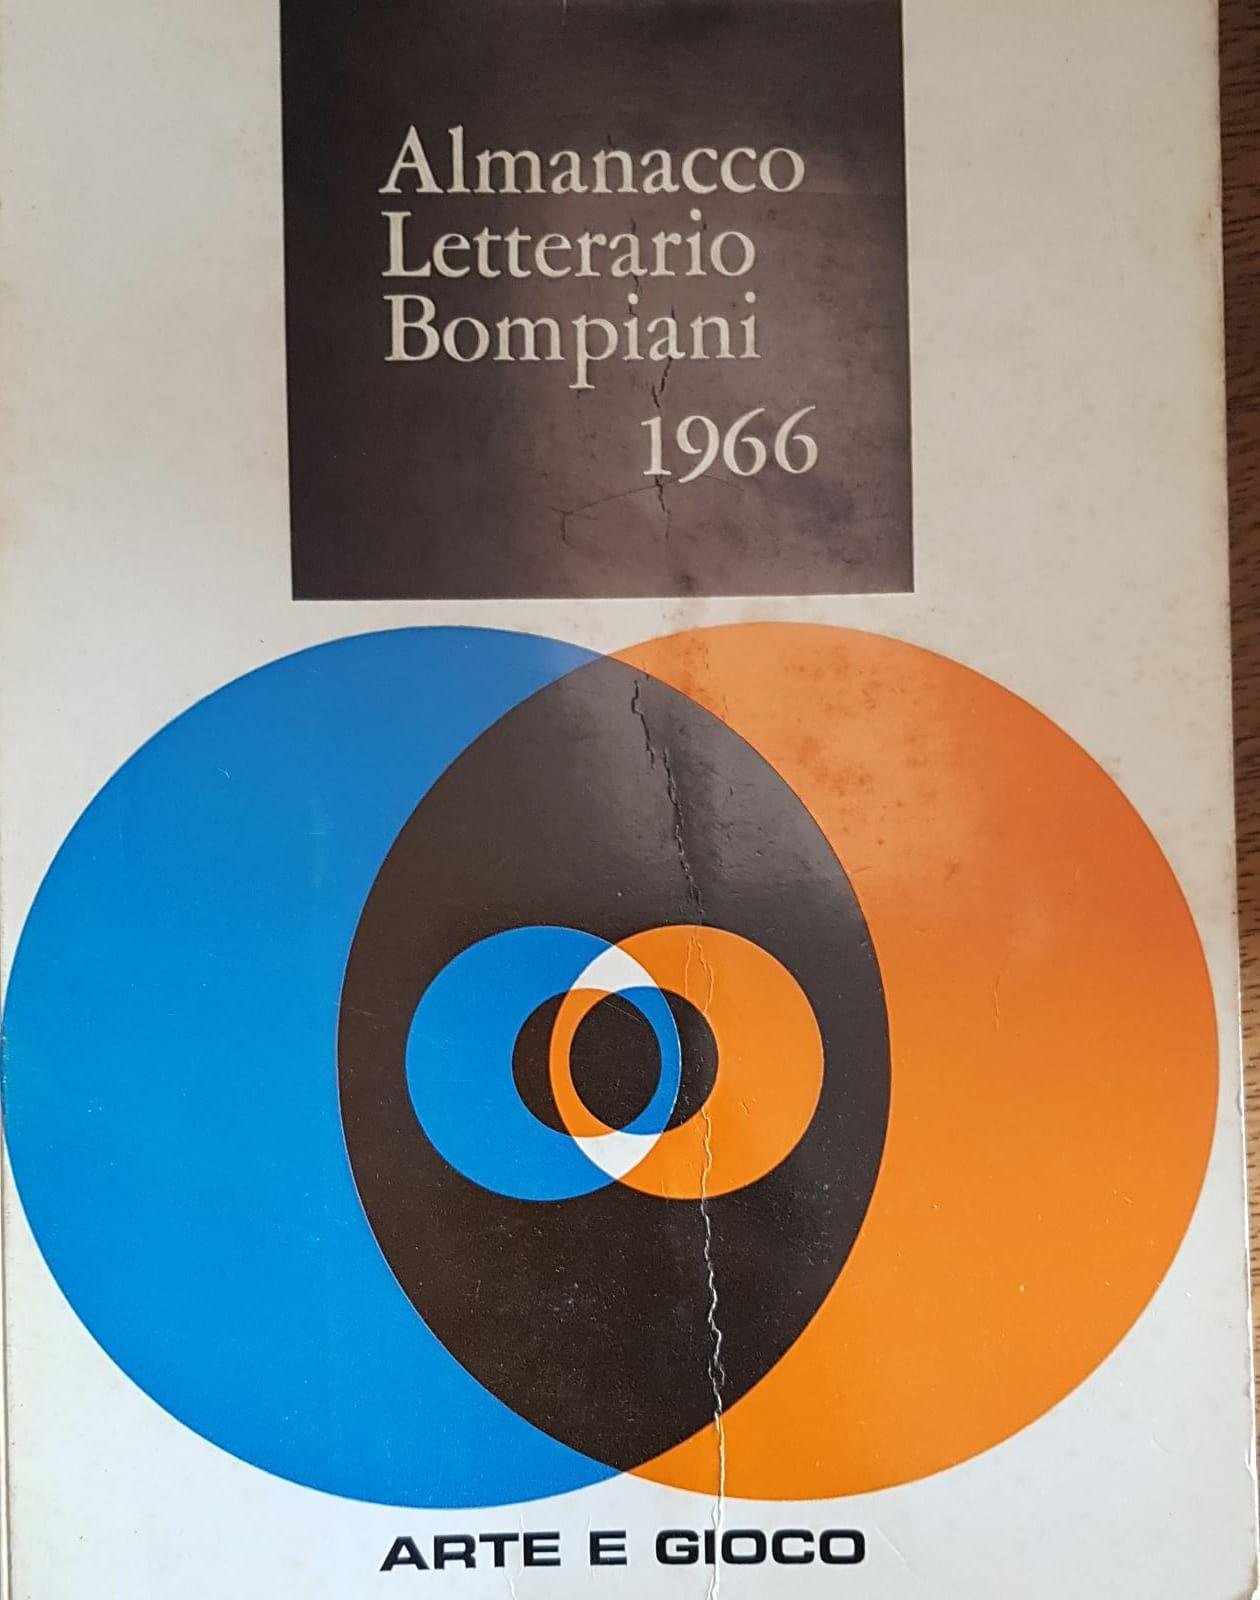 Almanacco
Letterario
Bompiani
1966
ARTE E GIOCO